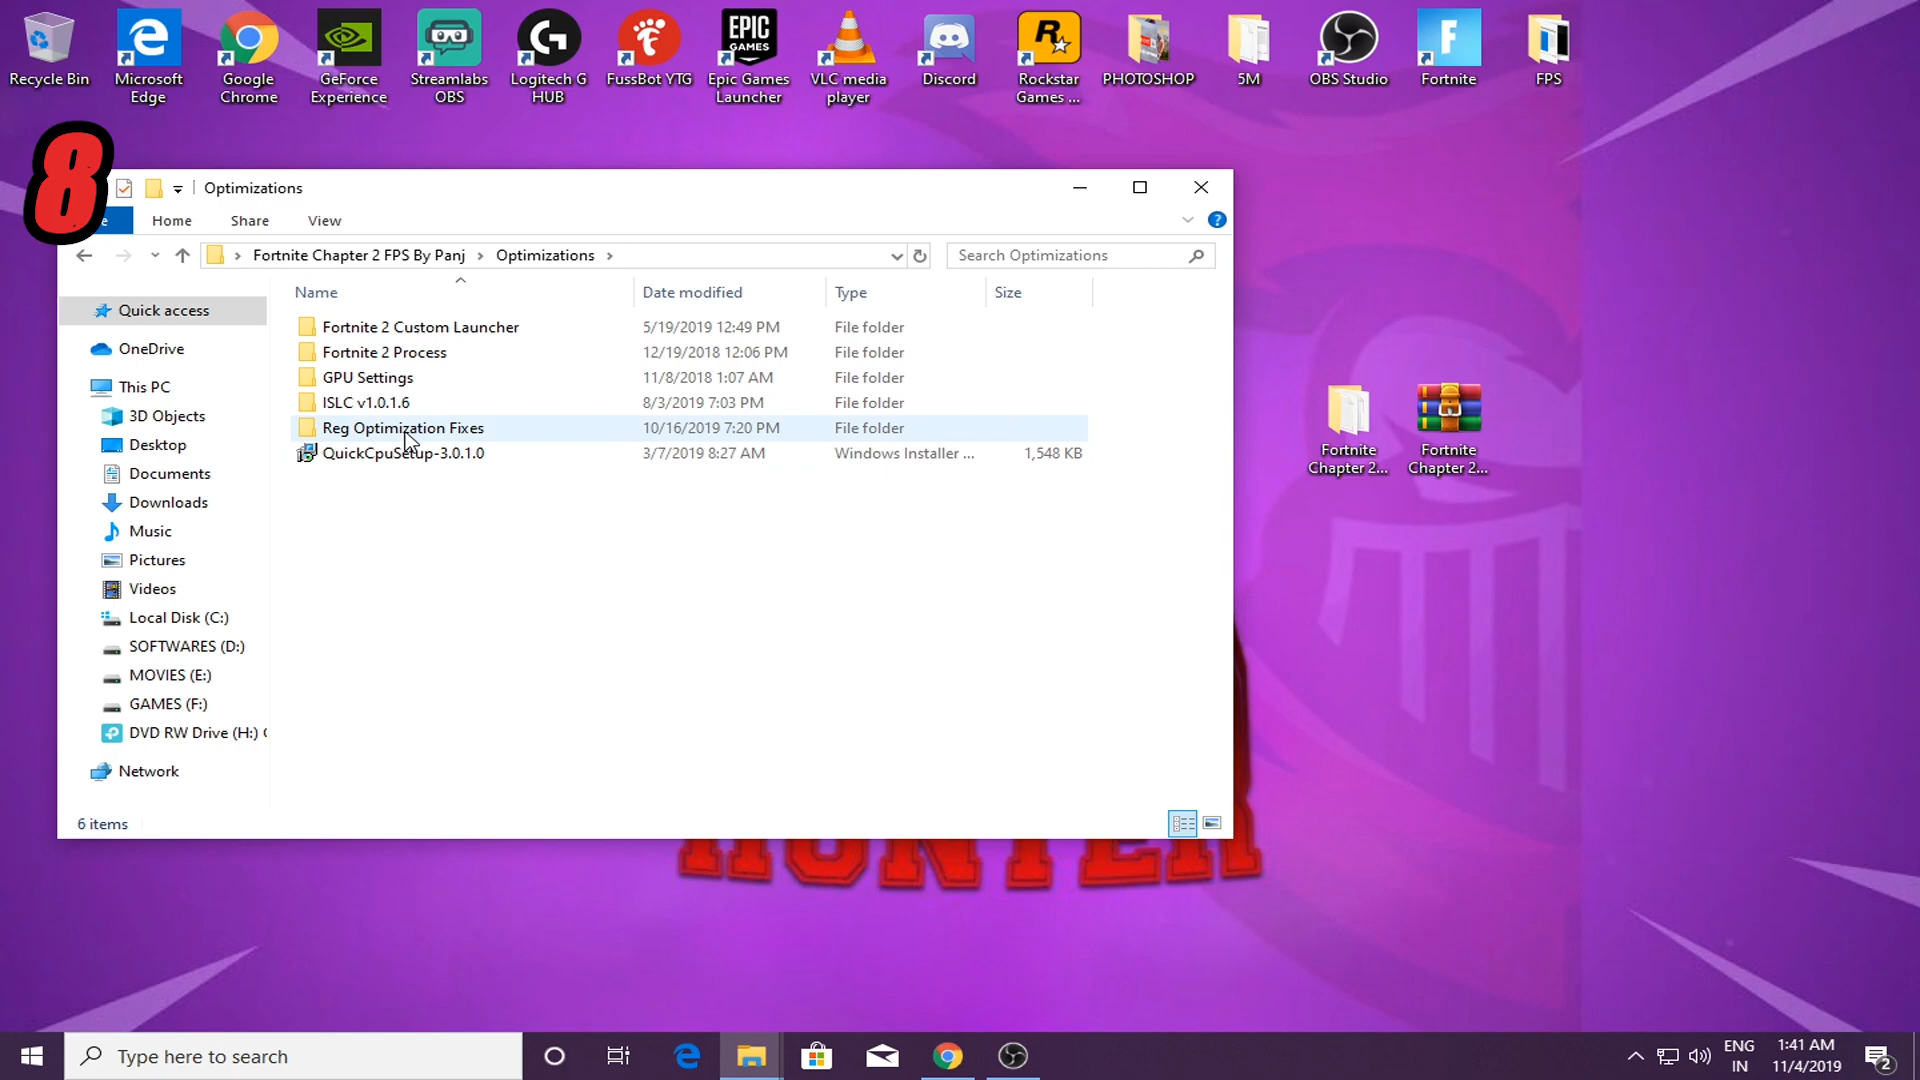 Recycle Bin
Microsoft Edge
Google Chrome
GeForce Experience
Streamlabs OBS
Logitech G HUB
FussBot YTG
EPIC GAMES
Epic Games Launcher
VLC media player
Discord
Rockstar Games ...
PHOTOSHOP
5M
OBS Studio
Fortnite
FPS
8
Optimizations
Home
Share
View
Fortnite Chapter 2 FPS By Panj
Optimizations
Search Optimizations
Name
Date modified
Type
Size
Quick access
OneDrive
This PC
3D Objects
Desktop
Documents
Downloads
Music
Pictures
Videos
Local Disk (C:)
SOFTWARES (D:)
MOVIES (E:)
GAMES (F:)
DVD RW Drive (H:)
Network
Fortnite 2 Custom Launcher 5/19/2019 12:49 PM File folder
Fortnite 2 Process 12/19/2018 12:06 PM File folder
GPU Settings 11/8/2018 1:07 AM File folder
ISLC v1.0.1.6 8/3/2019 7:03 PM File folder
Reg Optimization Fixes 10/16/2019 7:20 PM File folder
QuickCpuSetup-3.0.1.0 3/7/2019 8:27 AM Windows Installer ... 1,548 KB
6 items
Fortnite Chapter 2...
Fortnite Chapter 2...
Type here to search
ENG
IN
1:41 AM
11/4/2019
2